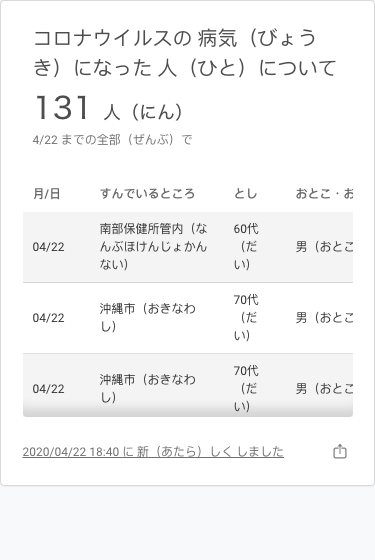 コロナウイルスの 病気（びょう
き）になった 人（ひと）について
131 人（にん）
4/22 までの全部（ぜんぶ）で
月/日 すんでいるところ とし おとこ・お
04/22 南部保健所管内（な
んぶほけんじょかん
ない） 60代
（だ
い） 男（おとこ
04/22 沖縄市（おきなわ
し） 70代
（だ
い） 男（おとこ
04/22 沖縄市（おきなわ
し） 70代
（だ
い） 男（おとこ
2020/04/22 18:40 に 新（あたら）しく しました